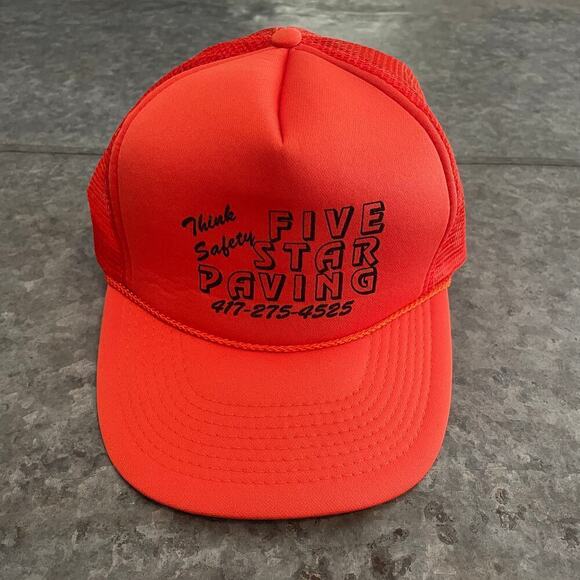 Think
Safety
FIVE
STAR
PAVING
417-275-4525